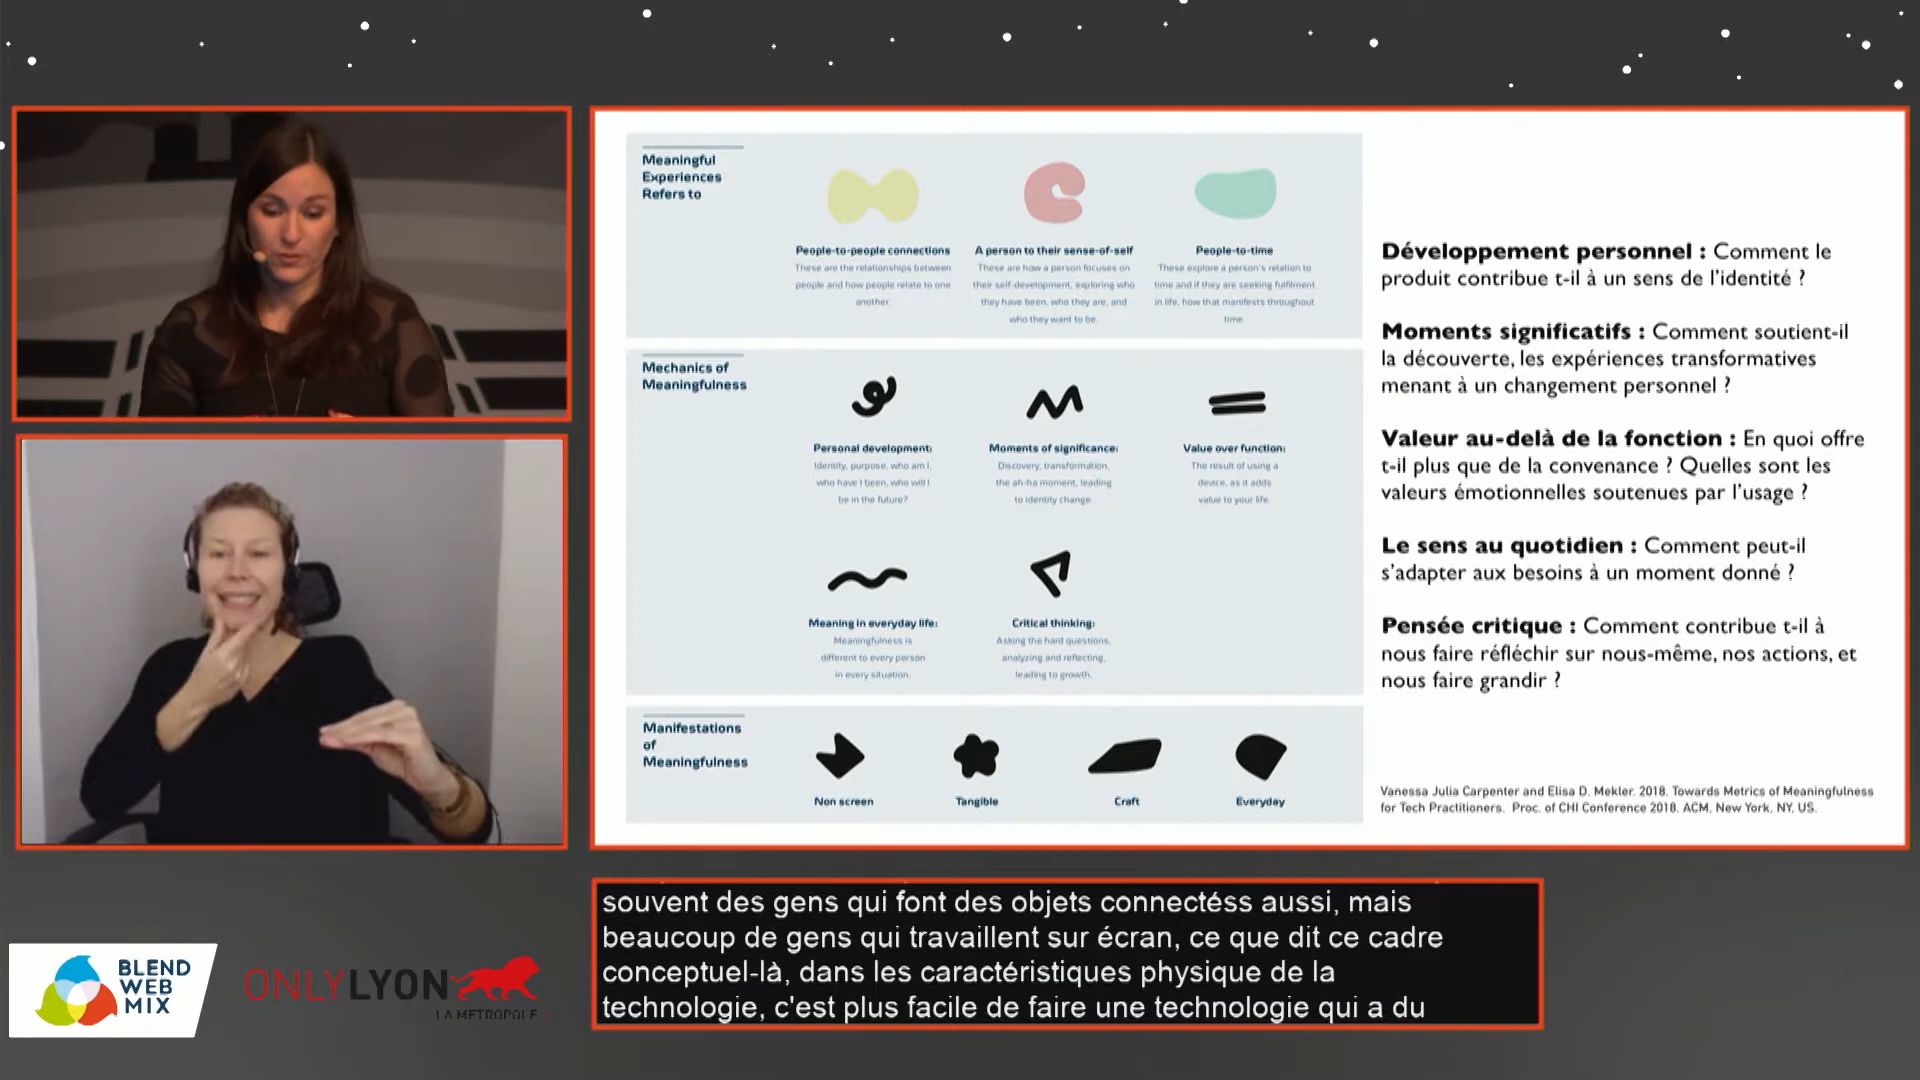 Meaningful
Experiences
Refers to
People-to-people connections
These are the relationships between
people and how people relate to one
another.
A person to their sense-of-self
These are how a person focuses on
their self-development, exploring who
they have been, who they are, and
who they want to be.
People-to-time
These explore a person's relation to
time and if they are seeking fulfilment
in life, how that manifests throughout
time.
Mechanics of
Meaningfulness
Personal development:
Identity, purpose, who am I,
who have I been, who will I
be in the future?
Moments of significance:
Discovery, transformation,
the ah-ha moment, leading
to identity change.
Value over function:
The result of using a
device, as it adds
value to your life.
Meaning in everyday life:
Meaningfulness is
different to every person
in every situation.
Critical thinking:
Asking the hard questions,
analyzing and reflecting,
leading to growth.
Manifestations
of
Meaningfulness
Non screen
Tangible
Craft
Everyday
Développement personnel : Comment le
produit contribue t-il à un sens de l'identité ?
Moments significatifs : Comment soutient-il
la découverte, les expériences transformatives
menant à un changement personnel ?
Valeur au-delà de la fonction : En quoi offre
t-il plus que de la convenance ? Quelles sont les
valeurs émotionnelles soutenues par l'usage ?
Le sens au quotidien : Comment peut-il
s'adapter aux besoins à un moment donné ?
Pensée critique : Comment contribue t-il à
nous faire réfléchir sur nous-même, nos actions, et
nous faire grandir ?
Vanessa Julia Carpenter and Elisa D. Mekler. 2018. Towards Metrics of Meaningfulness
for Tech Practitioners. Proc. of CHI Conference 2018. ACM, New York, NY, US.
souvent des gens qui font des objets connectéss aussi, mais
beaucoup de gens qui travaillent sur écran, ce que dit ce cadre
conceptuel-là, dans les caractéristiques physique de la
technologie, c'est plus facile de faire une technologie qui a du
BLEND
WEB
MIX
ONLYLYON
LA METROPOLE